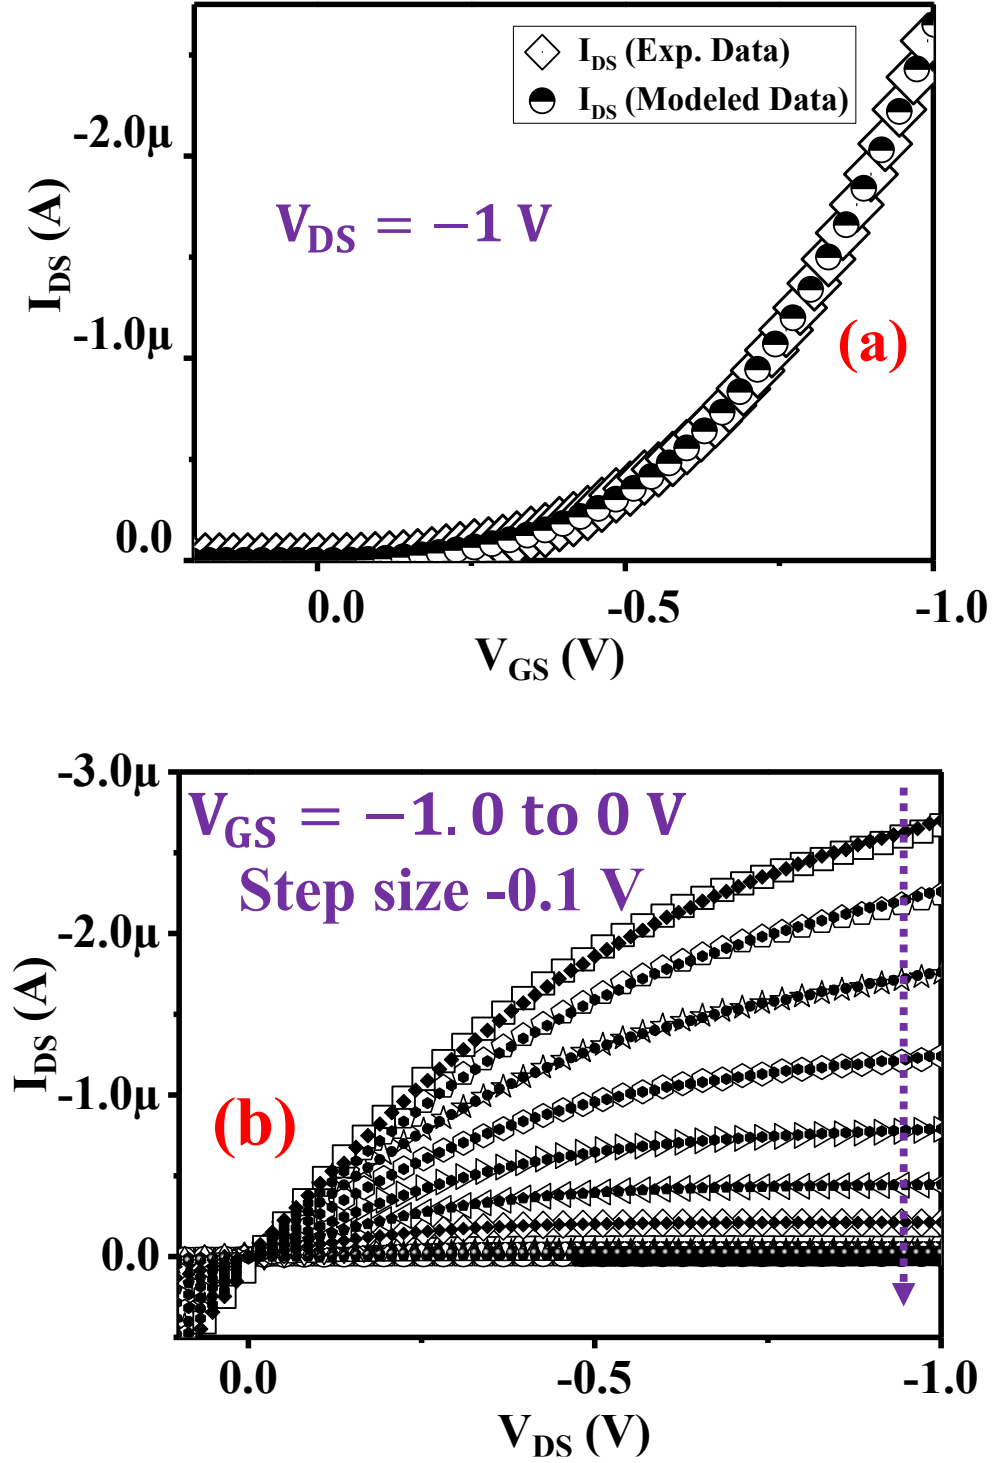 I_DS (Exp. Data)
I_DS (Modeled Data)
-2.0µ
-1.0µ
0.0
I_DS (A)
V_DS = −1 V
(a)
0.0
-0.5
-1.0
V_GS (V)
-3.0µ
-2.0µ
-1.0µ
0.0
I_DS (A)
V_GS = −1.0 to 0 V
Step size -0.1 V
(b)
0.0
-0.5
-1.0
V_DS (V)